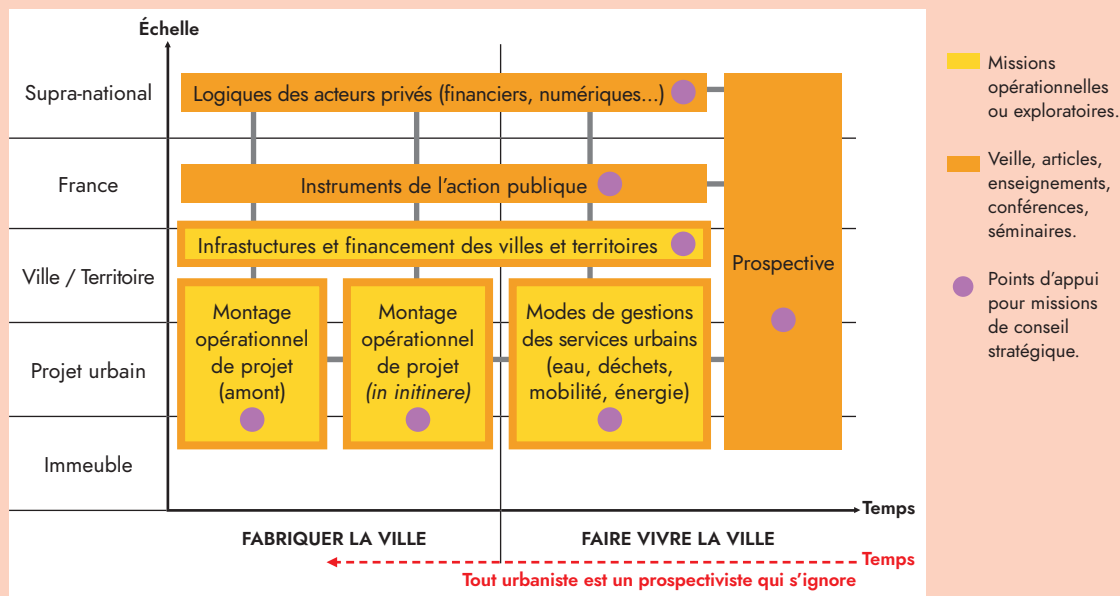 Échelle
Supra-national
Logiques des acteurs privés (financiers, numériques...)
France
Instruments de l'action publique
Ville / Territoire
Infrastuctures et financement des villes et territoires
Prospective
Projet urbain
Montage
opérationnel
de projet
(amont)
Montage
opérationnel
de projet
(in initinere)
Modes de gestions
des services urbains
(eau, déchets,
mobilité, énergie)
Immeuble
Temps
FABRIQUER LA VILLE
FAIRE VIVRE LA VILLE
Temps
Tout urbaniste est un prospectiviste qui s'ignore
Missions
opérationnelles
ou exploratoires.
Veille, articles,
enseignements,
conférences,
séminaires.
Points d'appui
pour missions
de conseil
stratégique.